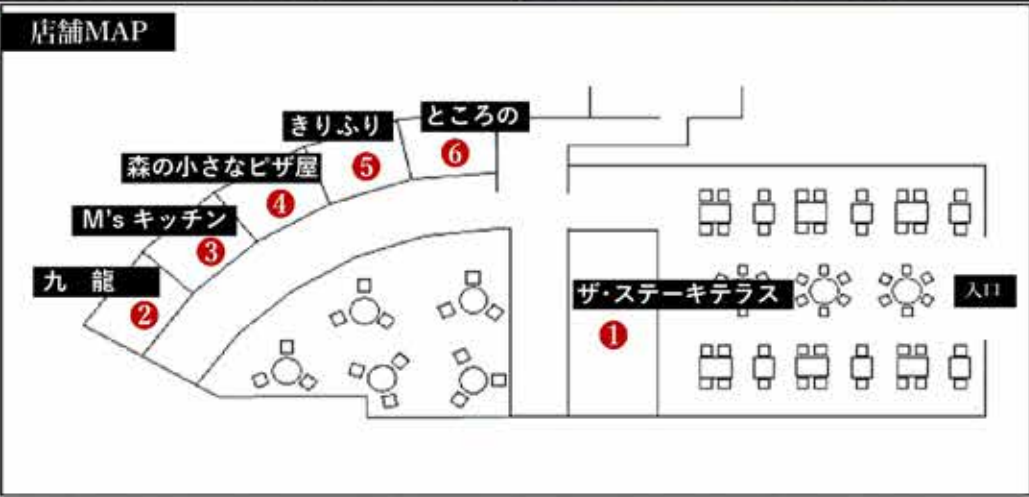 店舗MAP
ところの
6
きりふり
5
森の小さなピザ屋
4
M's キッチン
3
九 龍
2
ザ・ステーキテラス
1
入口